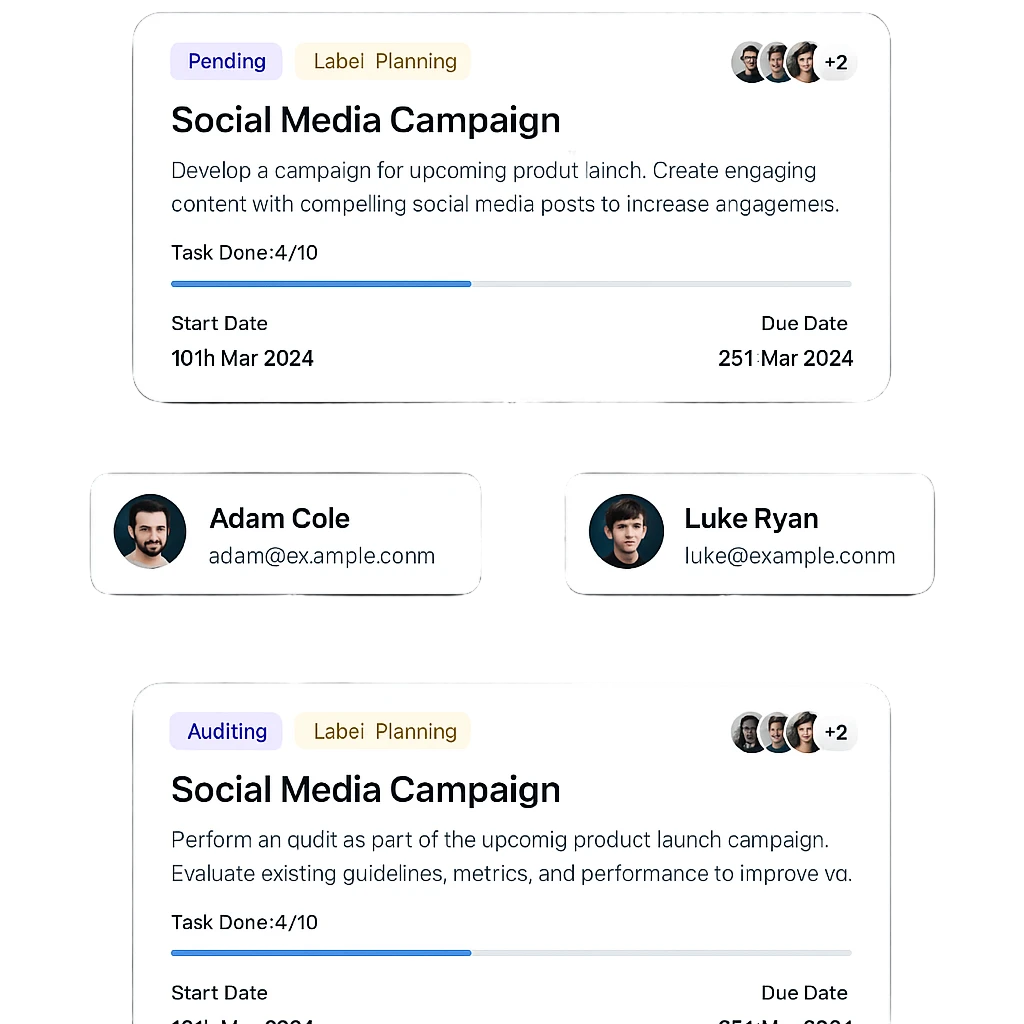 Pending
Labei Planning
+2
Social Media Campaign
Develop a campaign for upcoming produt lainch. Create engaging
content with compelling social media posts to increase angagemeıs.
Task Done:4/10
Start Date
Due Date
101h Mar 2024
251 Mar 2024
Adam Cole
adam@ex.ample.conm
Luke Ryan
luke@example.conm
Auditing
Labei Planning
+2
Social Media Campaign
Perform an qudit as part of the upcomig product launch campaign.
Evaluate existing guidelines, metrics, and performance to improve va.
Task Done:4/10
Start Date
Due Date